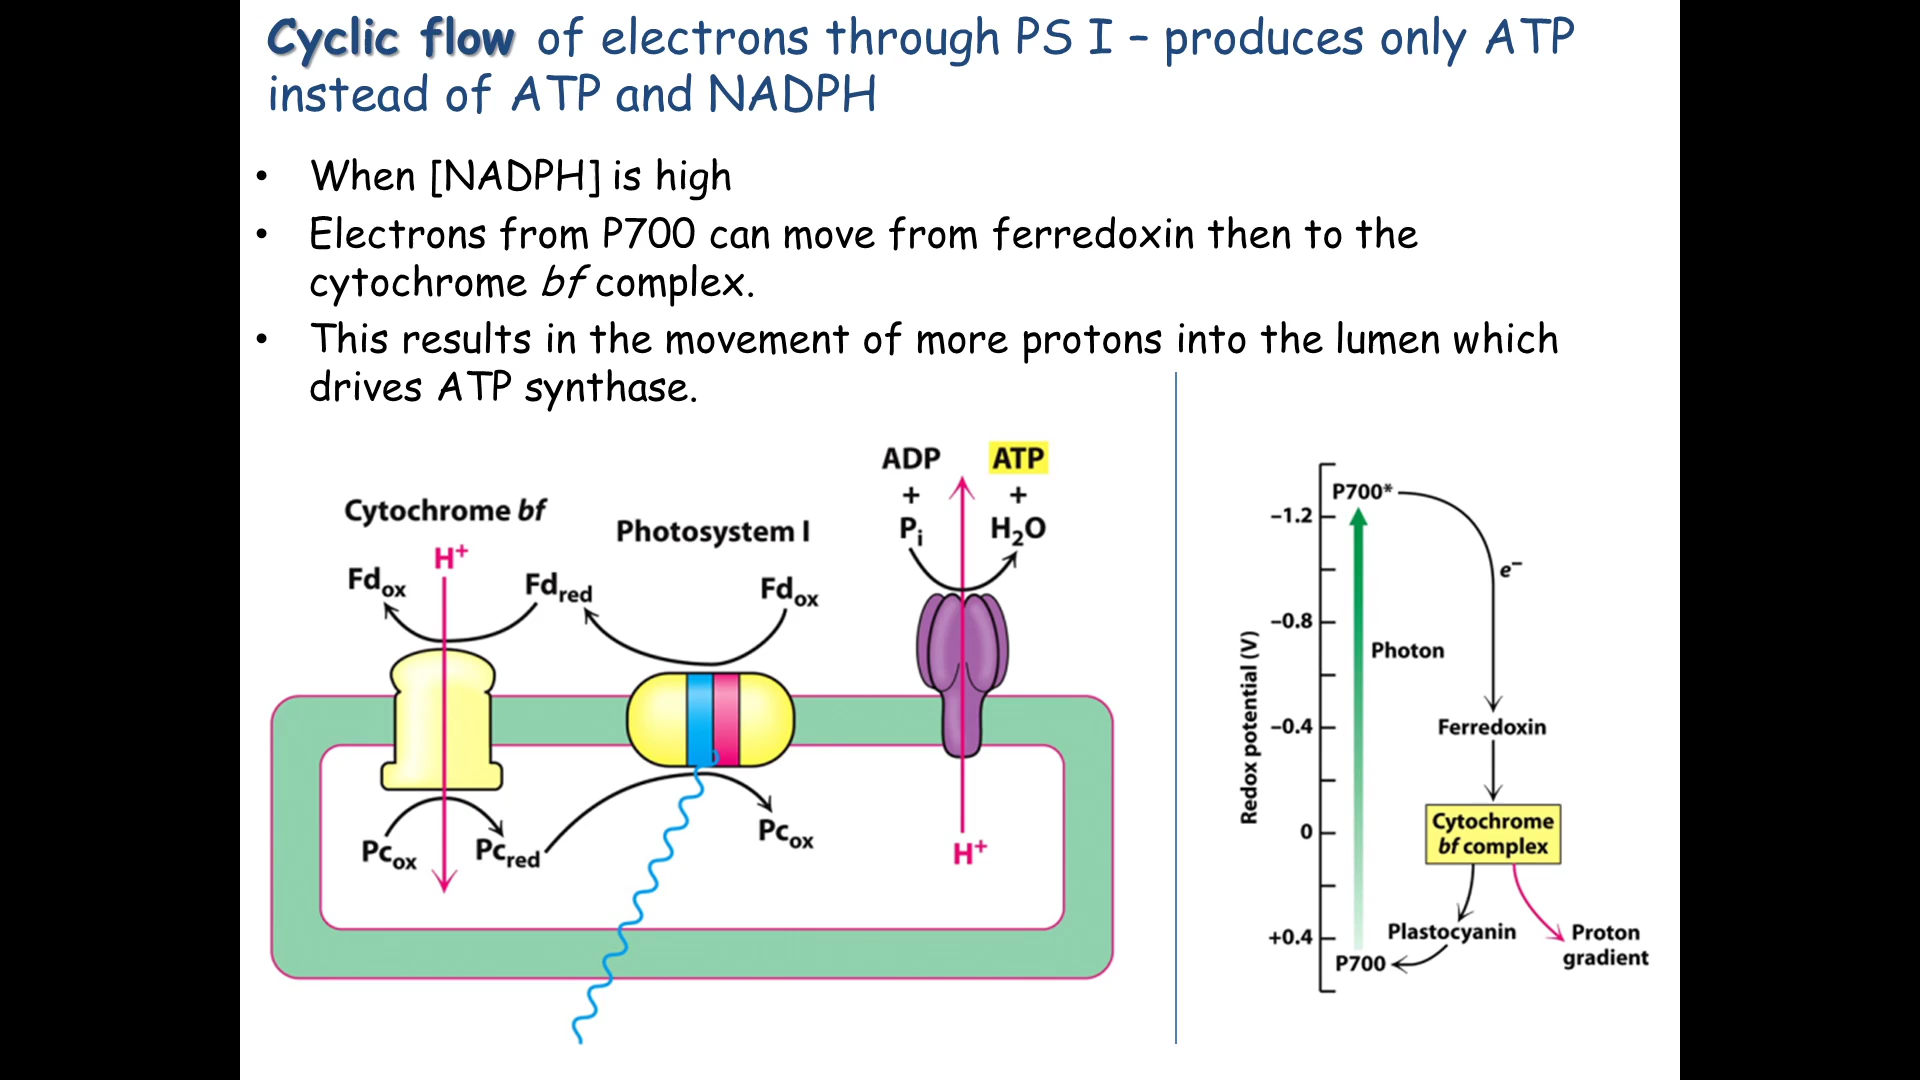 Cyclic flow of electrons through PS I – produces only ATP
instead of ATP and NADPH
• When [NADPH] is high
• Electrons from P700 can move from ferredoxin then to the
cytochrome bf complex.
• This results in the movement of more protons into the lumen which
drives ATP synthase.
Cytochrome bf
H⁺
Fdox
Fdred
Photosystem I
Fdox
ADP
+
Pi
ATP
+
H₂O
Pcox
Pcred
Pcox
H⁺
Redox potential (V)
–1.2
–0.8
–0.4
0
+0.4
P700*
e⁻
Photon
Ferredoxin
Cytochrome
bf complex
Plastocyanin
P700
Proton
gradient